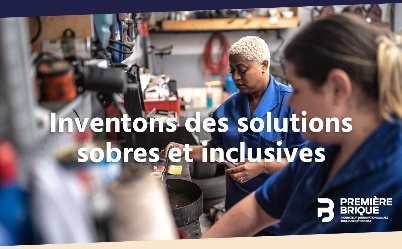 Inventons des solutions
sobres et inclusives
PREMIÈRE
BRIQUE